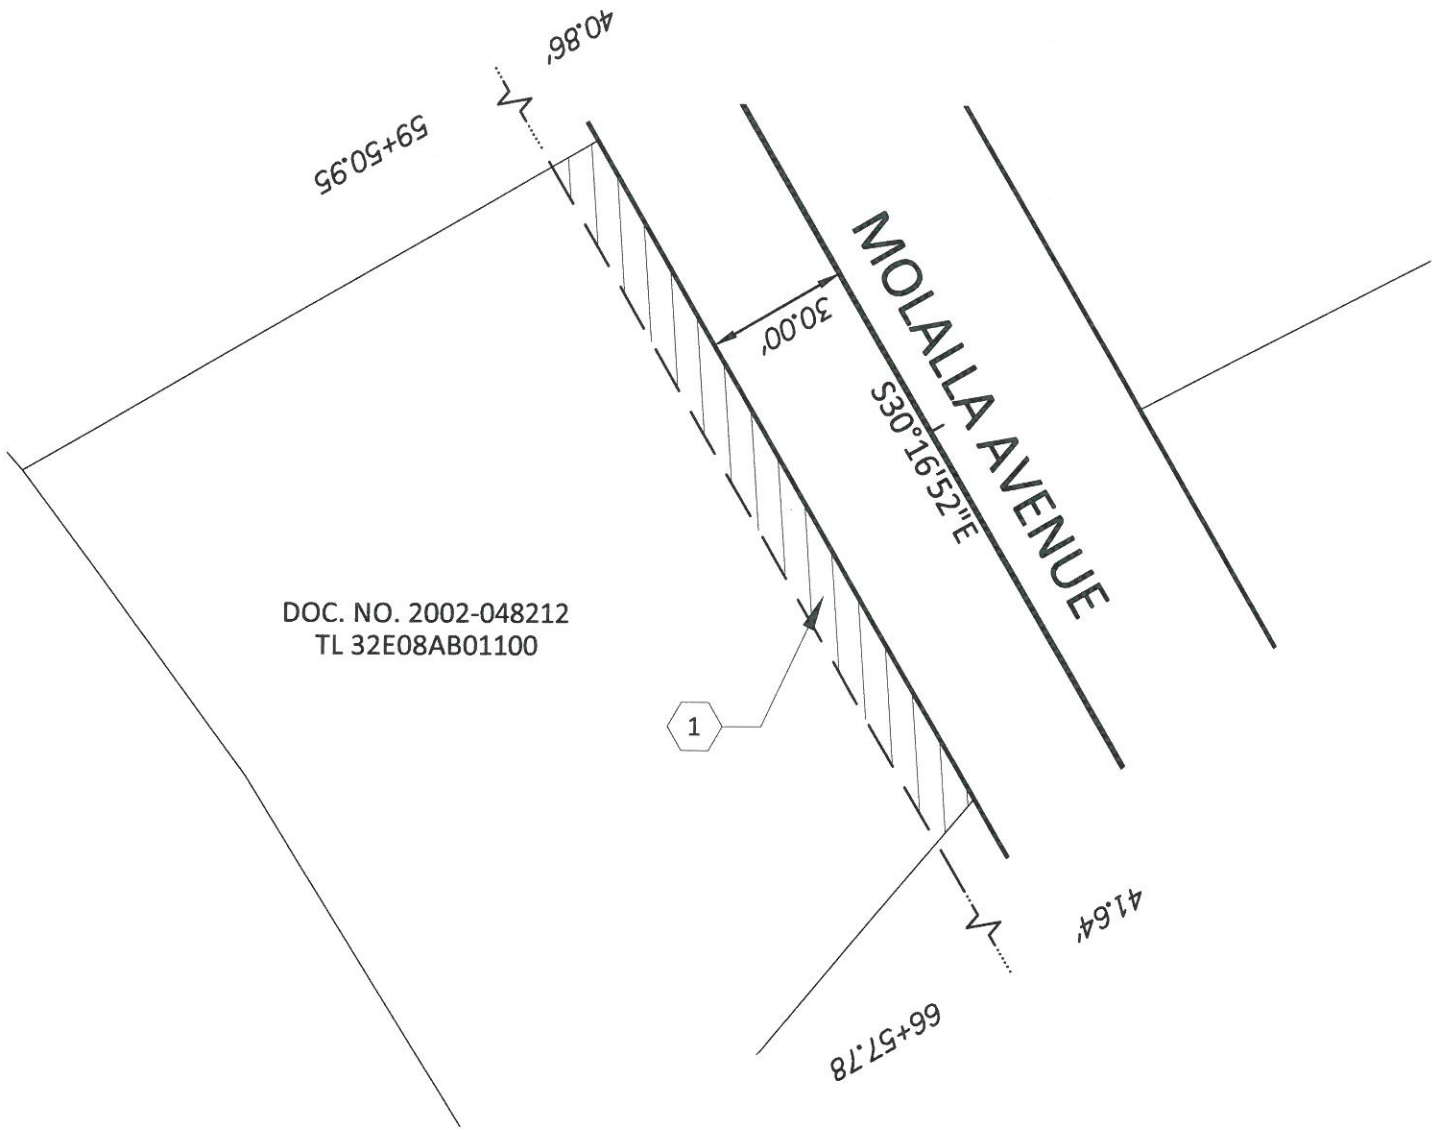 40.86'
59+50.95
30.00'
MOLALLA AVENUE
S30°16'52"E
DOC. NO. 2002-048212
TL 32E08AB01100
1
41.64'
66+57.78